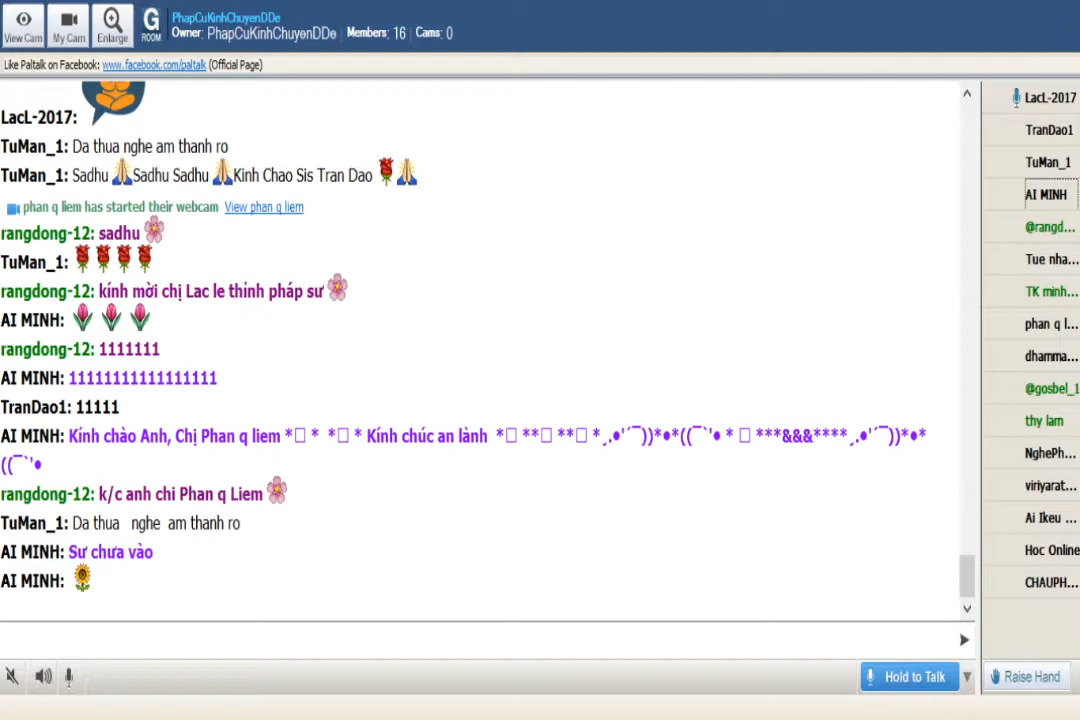 PhapCuKinhChuyenDDe
View Cam My Cam Enlarge G ROOM Owner: PhapCuKinhChuyenDDe Members: 16 Cams: 0
Like Paltalk on Facebook: www.facebook.com/paltalk (Official Page)
LacL-2017:
TuMan_1: Da thua nghe am thanh ro
TuMan_1: Sadhu 🙏Sadhu Sadhu 🙏Kinh Chao Sis Tran Dao 🌹🙏
phan q liem has started their webcam View phan q liem
rangdong-12: sadhu 🌸
TuMan_1: 🌹🌹🌹🌹
rangdong-12: kính mời chị Lac le thỉnh pháp sư 🌸
AI MINH: 🌷 🌷 🌷
rangdong-12: 1111111
AI MINH: 11111111111111111
TranDao1: 11111
AI MINH: Kính chào Anh, Chị Phan q liem *□ * *□ * Kính chúc an lành *□ **□ **□ *¸.•'´¯))*•*((¯`'• * □ ***&&&****¸.•'´¯))*•*
((¯`'•
rangdong-12: k/c anh chi Phan q Liem 🌸
TuMan_1: Da thua nghe am thanh ro
AI MINH: Sư chưa vào
AI MINH: 🌻
LacL-2017
TranDao1
TuMan_1
AI MINH
@rangd...
Tue nha...
TK minh...
phan q l...
dhamma...
@gosbel_1
thy lam
NghePh...
viriyarat...
Ai Ikeu ...
Hoc Online
CHAUPH...
Hold to Talk
Raise Hand